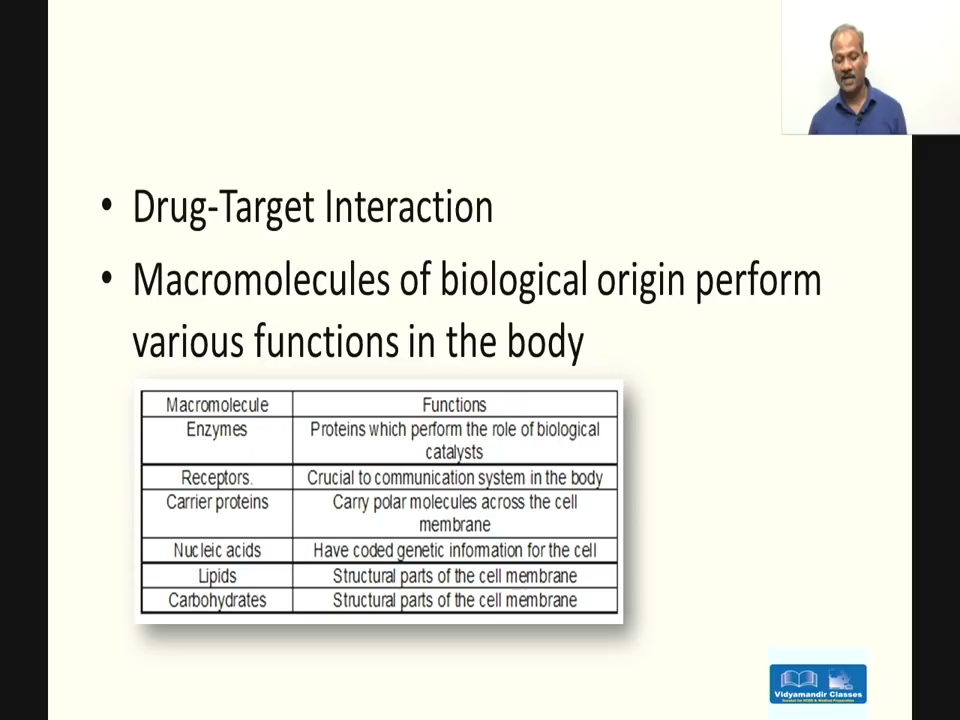 • Drug-Target Interaction
• Macromolecules of biological origin perform
various functions in the body
Macromolecule Functions
Enzymes Proteins which perform the role of biological
catalysts
Receptors. Crucial to communication system in the body
Carrier proteins Carry polar molecules across the cell
membrane
Nucleic acids Have coded genetic information for the cell
Lipids Structural parts of the cell membrane
Carbohydrates Structural parts of the cell membrane
Vidyamandir Classes